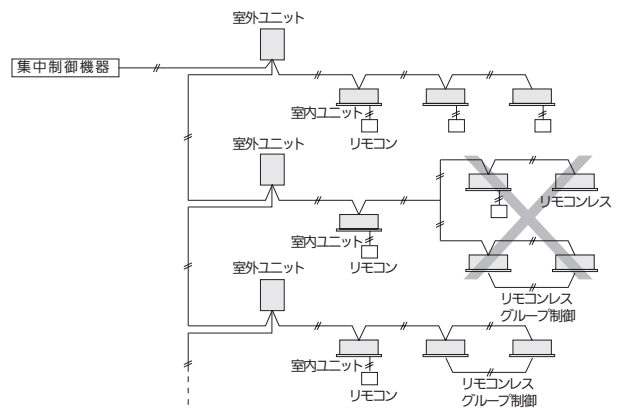 室外ユニット
集中制御機器
室内ユニット
リモコン
室外ユニット
リモコンレス
室内ユニット
リモコン
室外ユニット
リモコンレス
グループ制御
室内ユニット
リモコン
リモコンレス
グループ制御